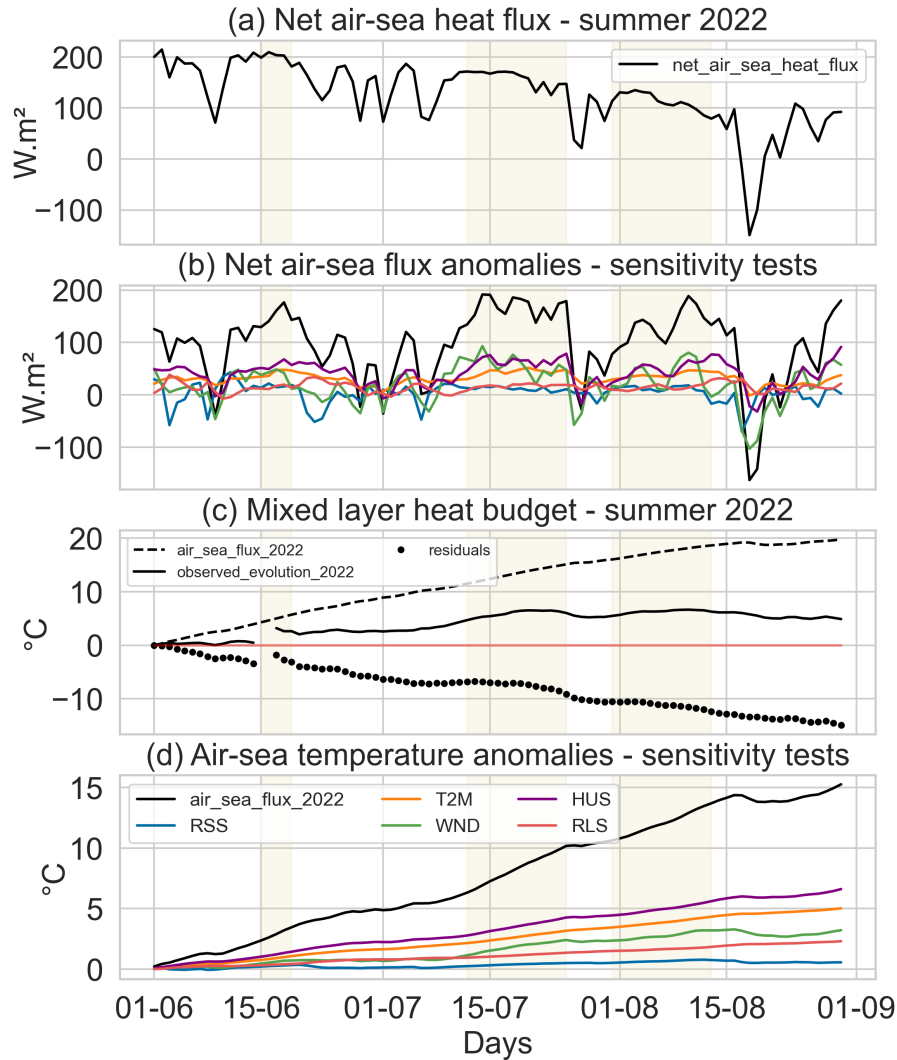 (a) Net air-sea heat flux - summer 2022
200
100
0
−100
W.m²
net_air_sea_heat_flux
(b) Net air-sea flux anomalies - sensitivity tests
200
100
0
−100
W.m²
(c) Mixed layer heat budget - summer 2022
20
10
0
−10
°C
air_sea_flux_2022
observed_evolution_2022
residuals
(d) Air-sea temperature anomalies - sensitivity tests
15
10
5
0
°C
air_sea_flux_2022
RSS
T2M
WND
HUS
RLS
01-06 15-06 01-07 15-07 01-08 15-08 01-09
Days